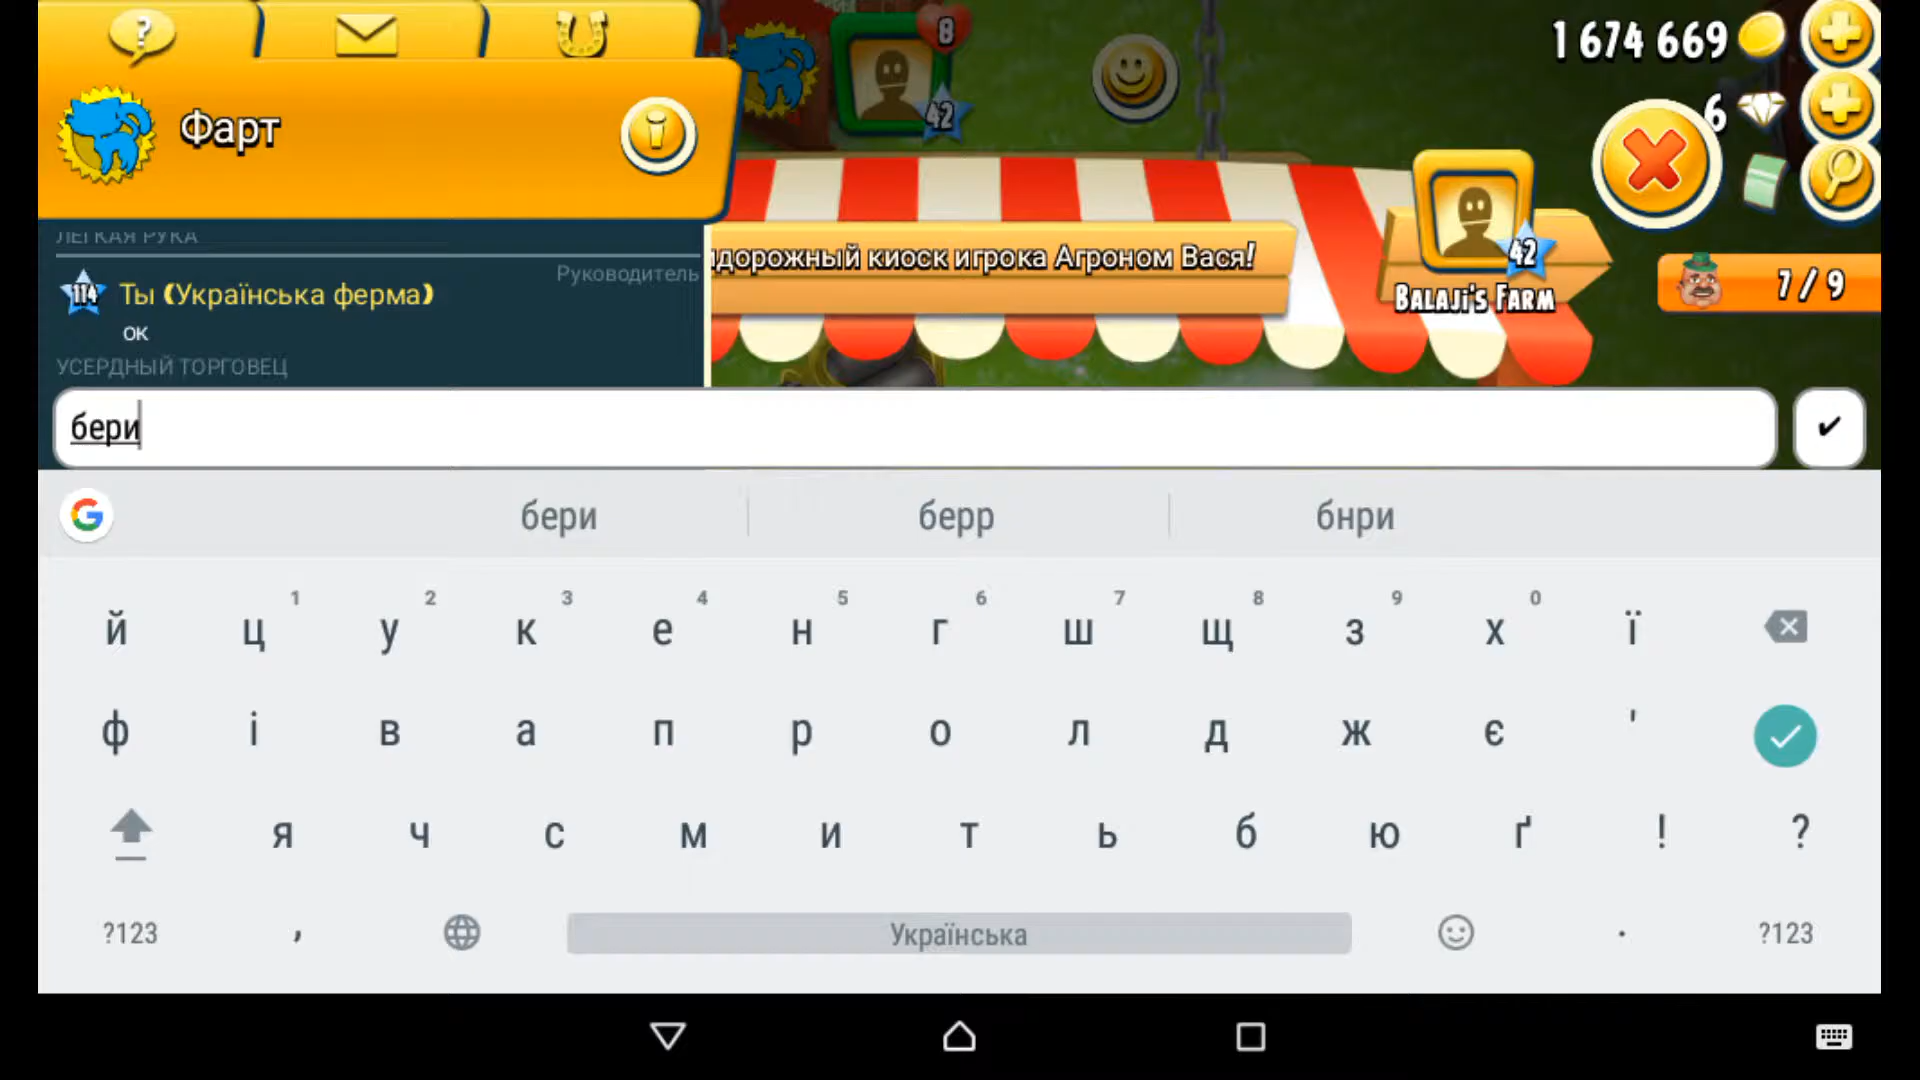 8
1 674 669
42
6
Фарт
ЛЕГКАЯ РУКА
Руководитель
114 Ты (Українська ферма)
ок
УСЕРДНЫЙ ТОРГОВЕЦ
дорожный киоск игрока Агроном Вася!
42
BALAJI'S FARM
7 / 9
бери
бери берр бнри
1 2 3 4 5 6 7 8 9 0
й ц у к е н г ш щ з х ї
ф і в а п р о л д ж є '
я ч с м и т ь б ю ґ ! ?
?123 , Українська . ?123